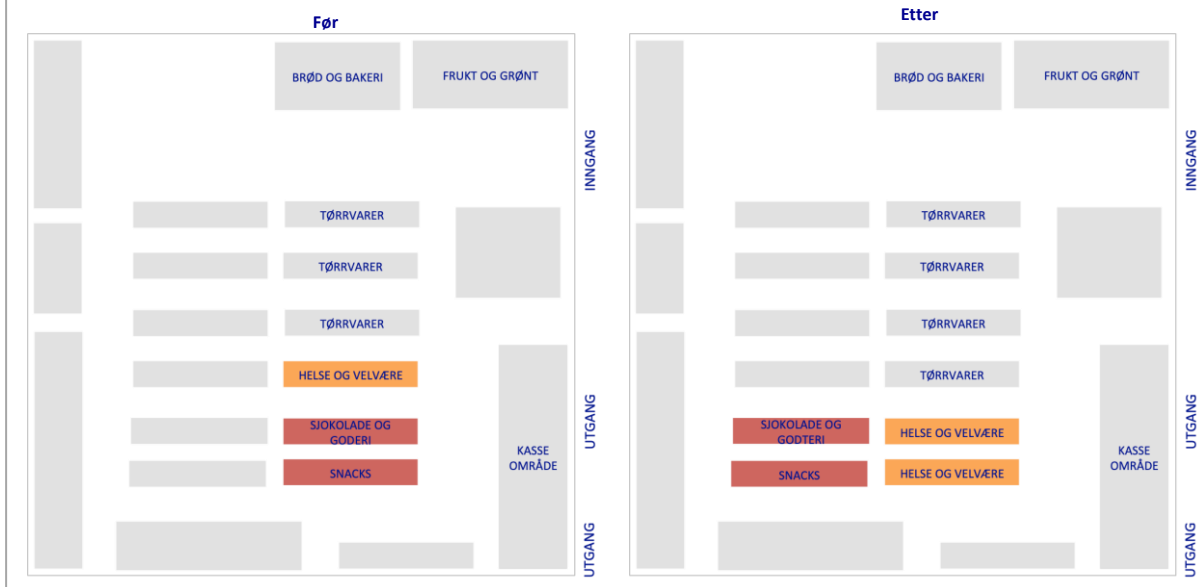 Før
BRØD OG BAKERI
FRUKT OG GRØNT
INNGANG
TØRRVARER
TØRRVARER
TØRRVARER
HELSE OG VELVÆRE
SJOKOLADE OG
GODERI
SNACKS
KASSE
OMRÅDE
UTGANG
UTGANG
Etter
BRØD OG BAKERI
FRUKT OG GRØNT
INNGANG
TØRRVARER
TØRRVARER
TØRRVARER
TØRRVARER
SJOKOLADE OG
GODTERI
HELSE OG VELVÆRE
SNACKS
HELSE OG VELVÆRE
KASSE
OMRÅDE
UTGANG
UTGANG